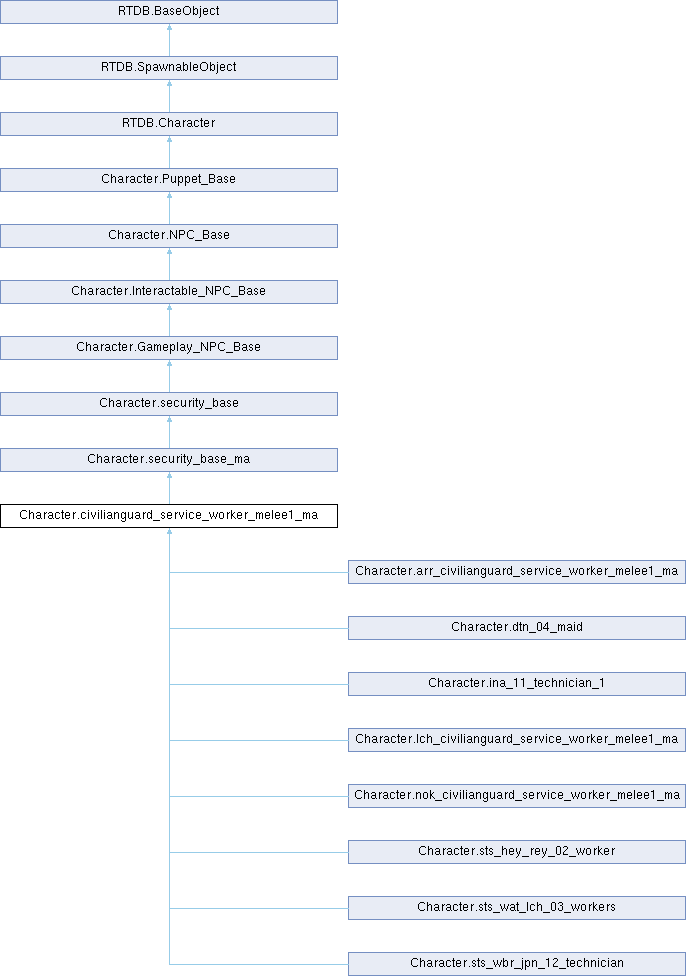 RTDB.BaseObject
RTDB.SpawnableObject
RTDB.Character
Character.Puppet_Base
Character.NPC_Base
Character.Interactable_NPC_Base
Character.Gameplay_NPC_Base
Character.security_base
Character.security_base_ma
Character.civilianguard_service_worker_melee1_ma
Character.arr_civilianguard_service_worker_melee1_ma
Character.dtn_04_maid
Character.ina_11_technician_1
Character.lch_civilianguard_service_worker_melee1_ma
Character.nok_civilianguard_service_worker_melee1_ma
Character.sts_hey_rey_02_worker
Character.sts_wat_lch_03_workers
Character.sts_wbr_jpn_12_technician